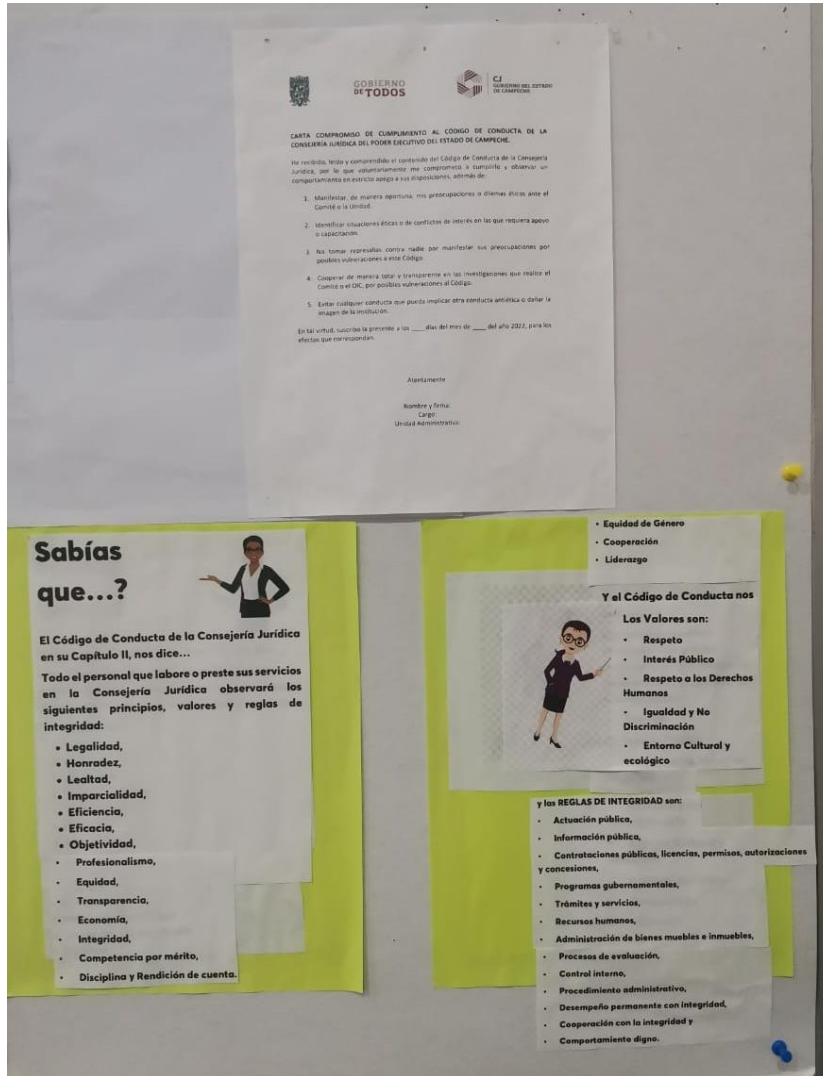 GOBIERNO
DE TODOS
CJ
GOBIERNO DEL ESTADO
DE CAMPECHE
CARTA COMPROMISO DE CUMPLIMIENTO AL CÓDIGO DE CONDUCTA DE LA
CONSEJERÍA JURÍDICA DEL PODER EJECUTIVO DEL ESTADO DE CAMPECHE.
He recibido, leído y comprendido el contenido del Código de Conducta de la Consejería
Jurídica, por lo que voluntariamente me comprometo a cumplirlo y observar un
comportamiento en estricto apego a sus disposiciones, además de:
1. Manifestar, de manera oportuna, mis preocupaciones o dilemas éticos ante el
Comité o la Unidad.
2. Identificar situaciones éticas o de conflictos de interés en las que requiera apoyo
o capacitación.
3. No tomar represalias contra nadie por manifestar sus preocupaciones por
posibles vulneraciones a este Código.
4. Cooperar de manera total y transparente en las investigaciones que realice el
Comité o el OIC, por posibles vulneraciones al Código.
5. Evitar cualquier conducta que pueda implicar otra conducta antiética o dañar la
imagen de la institución.
En tal virtud, suscribo la presente a los ____ días del mes de ____ del año 2022, para los
efectos que correspondan.
Atentamente
Nombre y firma:
Cargo:
Unidad Administrativa:
Sabías
que...?
El Código de Conducta de la Consejería Jurídica
en su Capítulo II, nos dice...
Todo el personal que labore o preste sus servicios
en la Consejería Jurídica observará los
siguientes principios, valores y reglas de
integridad:
• Legalidad,
• Honradez,
• Lealtad,
• Imparcialidad,
• Eficiencia,
• Eficacia,
• Objetividad,
• Profesionalismo,
• Equidad,
• Transparencia,
• Economía,
• Integridad,
• Competencia por mérito,
• Disciplina y Rendición de cuenta.
• Equidad de Género
• Cooperación
• Liderazgo
Y el Código de Conducta nos
Los Valores son:
• Respeto
• Interés Público
• Respeto a los Derechos
Humanos
• Igualdad y No
Discriminación
• Entorno Cultural y
ecológico
y las REGLAS DE INTEGRIDAD son:
• Actuación pública,
• Información pública,
• Contrataciones públicas, licencias, permisos, autorizaciones
y concesiones,
• Programas gubernamentales,
• Trámites y servicios,
• Recursos humanos,
• Administración de bienes muebles e inmuebles,
• Procesos de evaluación,
• Control interno,
• Procedimiento administrativo,
• Desempeño permanente con integridad,
• Cooperación con la integridad y
• Comportamiento digno.